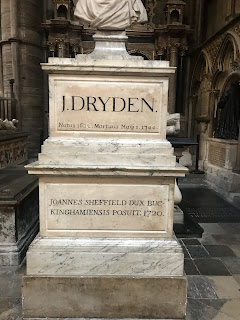 J. DRYDEN.
Natus 1632. Mortuus Maij 1. 1700.
JOANNES SHEFFIELD DUX BUC-
KINGHAMIENSIS POSUIT. 1720.